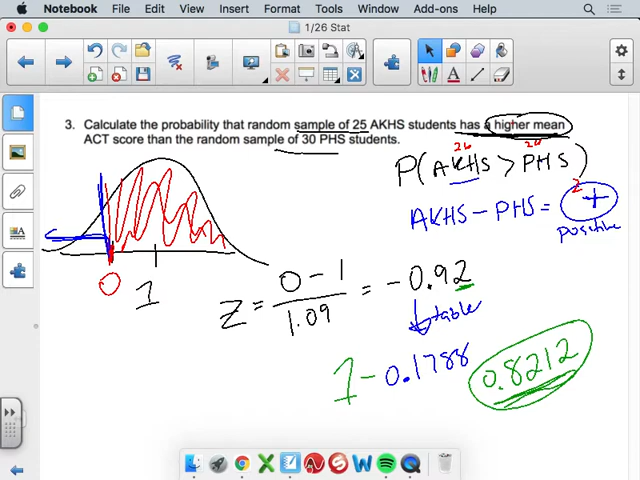 Notebook File Edit View Insert Format Tools Window Add-ons Help
1/26 Stat
3. Calculate the probability that random sample of 25 AKHS students has a higher mean
ACT score than the random sample of 30 PHS students.
26 24
P(AKHS > PHS)
2
AKHS - PHS = +
positive
0
1
Z = 0 - 1 / 1.09 = -0.92
table
1 - 0.1788
0.8212